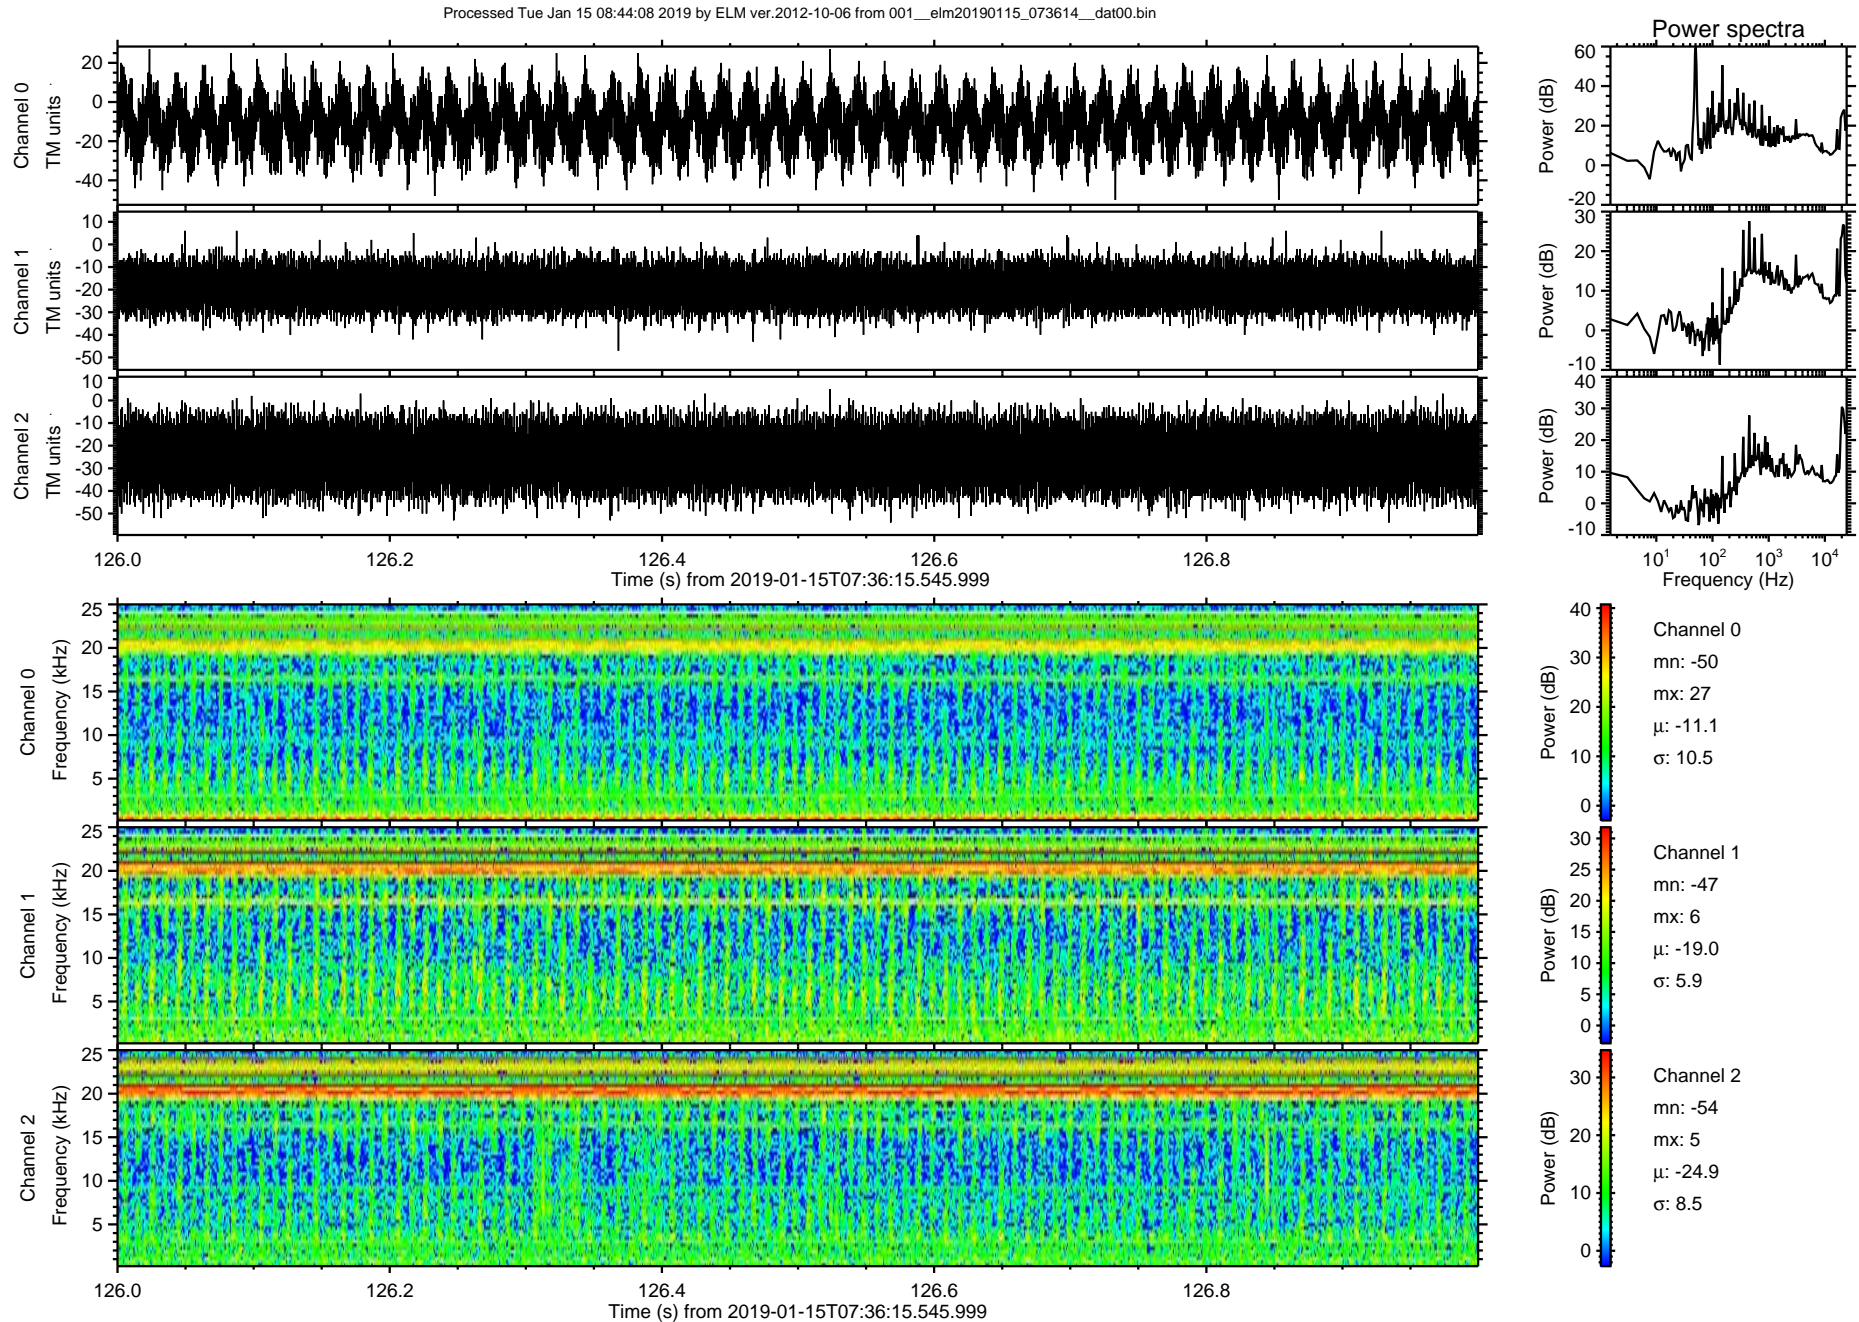 Processed Tue Jan 15 08:44:08 2019 by ELM ver.2012-10-06 from 001__elm20190115_073614__dat00.bin
Power spectra
Channel 0
TM units
20
0
-20
-40
Power (dB)
60
40
20
0
-20
Channel 1
TM units
10
0
-10
-20
-30
-40
-50
Power (dB)
30
20
10
0
-10
Channel 2
TM units
10
0
-10
-20
-30
-40
-50
Power (dB)
40
30
20
10
0
-10
126.0 126.2 126.4 126.6 126.8
Time (s) from 2019-01-15T07:36:15.545.999
10¹ 10² 10³ 10⁴
Frequency (Hz)
Channel 0
Frequency (kHz)
25
20
15
10
5
Power (dB)
40
30
20
10
0
Channel 0
mn: -50
mx: 27
μ: -11.1
σ: 10.5
Channel 1
Frequency (kHz)
25
20
15
10
5
Power (dB)
30
25
20
15
10
5
0
Channel 1
mn: -47
mx: 6
μ: -19.0
σ: 5.9
Channel 2
Frequency (kHz)
25
20
15
10
5
Power (dB)
30
20
10
0
Channel 2
mn: -54
mx: 5
μ: -24.9
σ: 8.5
126.0 126.2 126.4 126.6 126.8
Time (s) from 2019-01-15T07:36:15.545.999